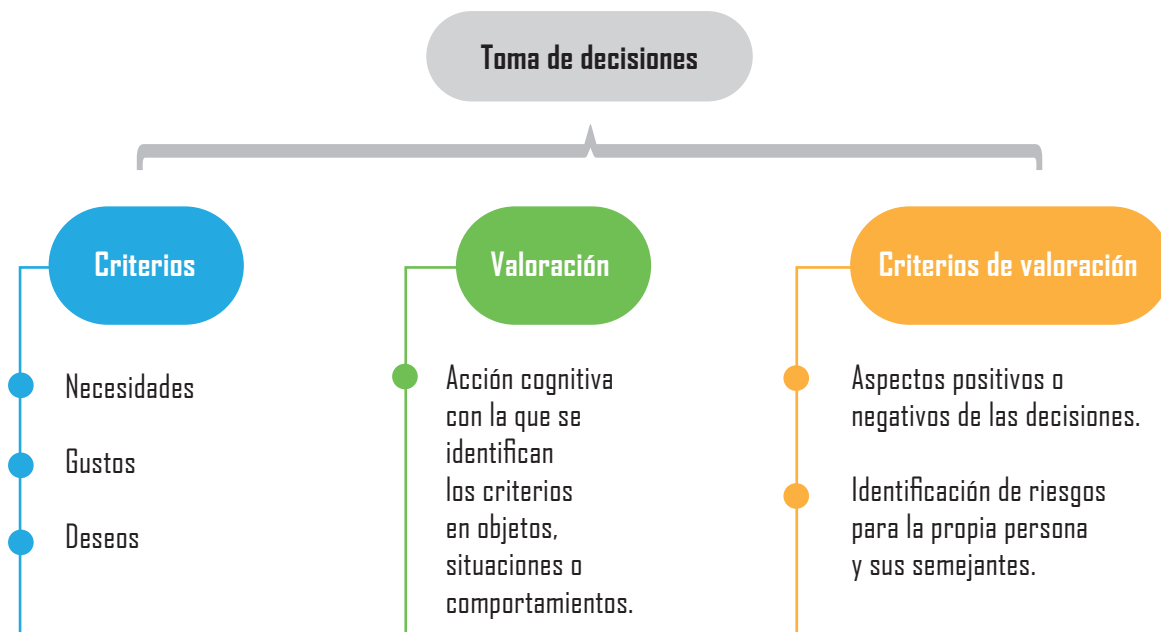 Toma de decisiones
Criterios
Necesidades
Gustos
Deseos
Valoración
Acción cognitiva
con la que se
identifican
los criterios
en objetos,
situaciones o
comportamientos.
Criterios de valoración
Aspectos positivos o
negativos de las decisiones.
Identificación de riesgos
para la propia persona
y sus semejantes.